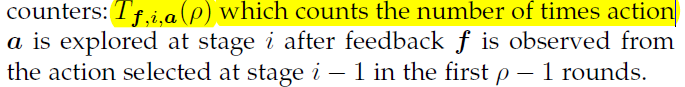 counters: T_{f,i,a}(ρ) which counts the number of times action
a is explored at stage i after feedback f is observed from
the action selected at stage i − 1 in the first ρ − 1 rounds.